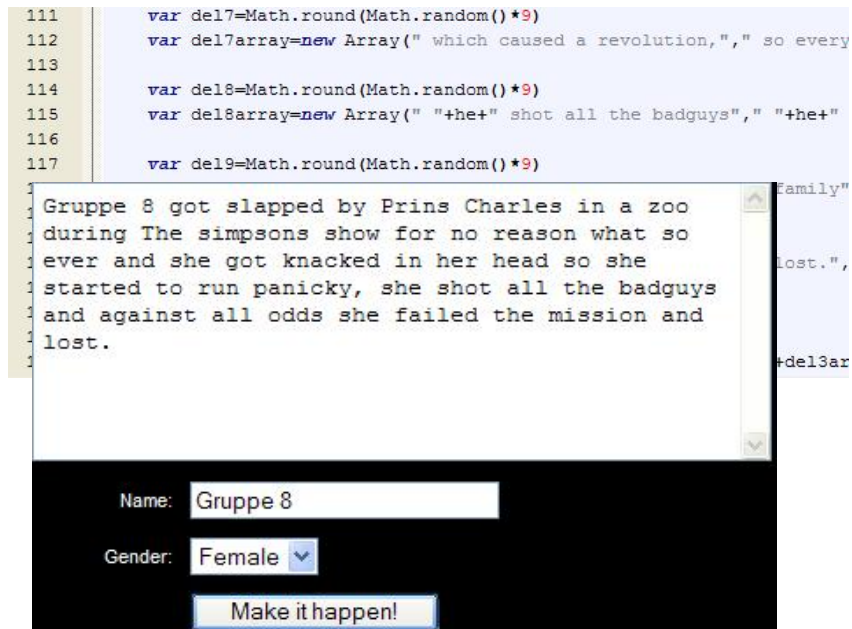 111 var del7=Math.round(Math.random()*9)
112 var del7array=new Array(" which caused a revolution,"," so every
113
114 var del8=Math.round(Math.random()*9)
115 var del8array=new Array(" "+he+" shot all the badguys"," "+he+"
116
117 var del9=Math.round(Math.random()*9)
family"
lost.",
+del3ar
Gruppe 8 got slapped by Prins Charles in a zoo
during The simpsons show for no reason what so
ever and she got knacked in her head so she
started to run panicky, she shot all the badguys
and against all odds she failed the mission and
lost.
Name: Gruppe 8
Gender: Female
Make it happen!